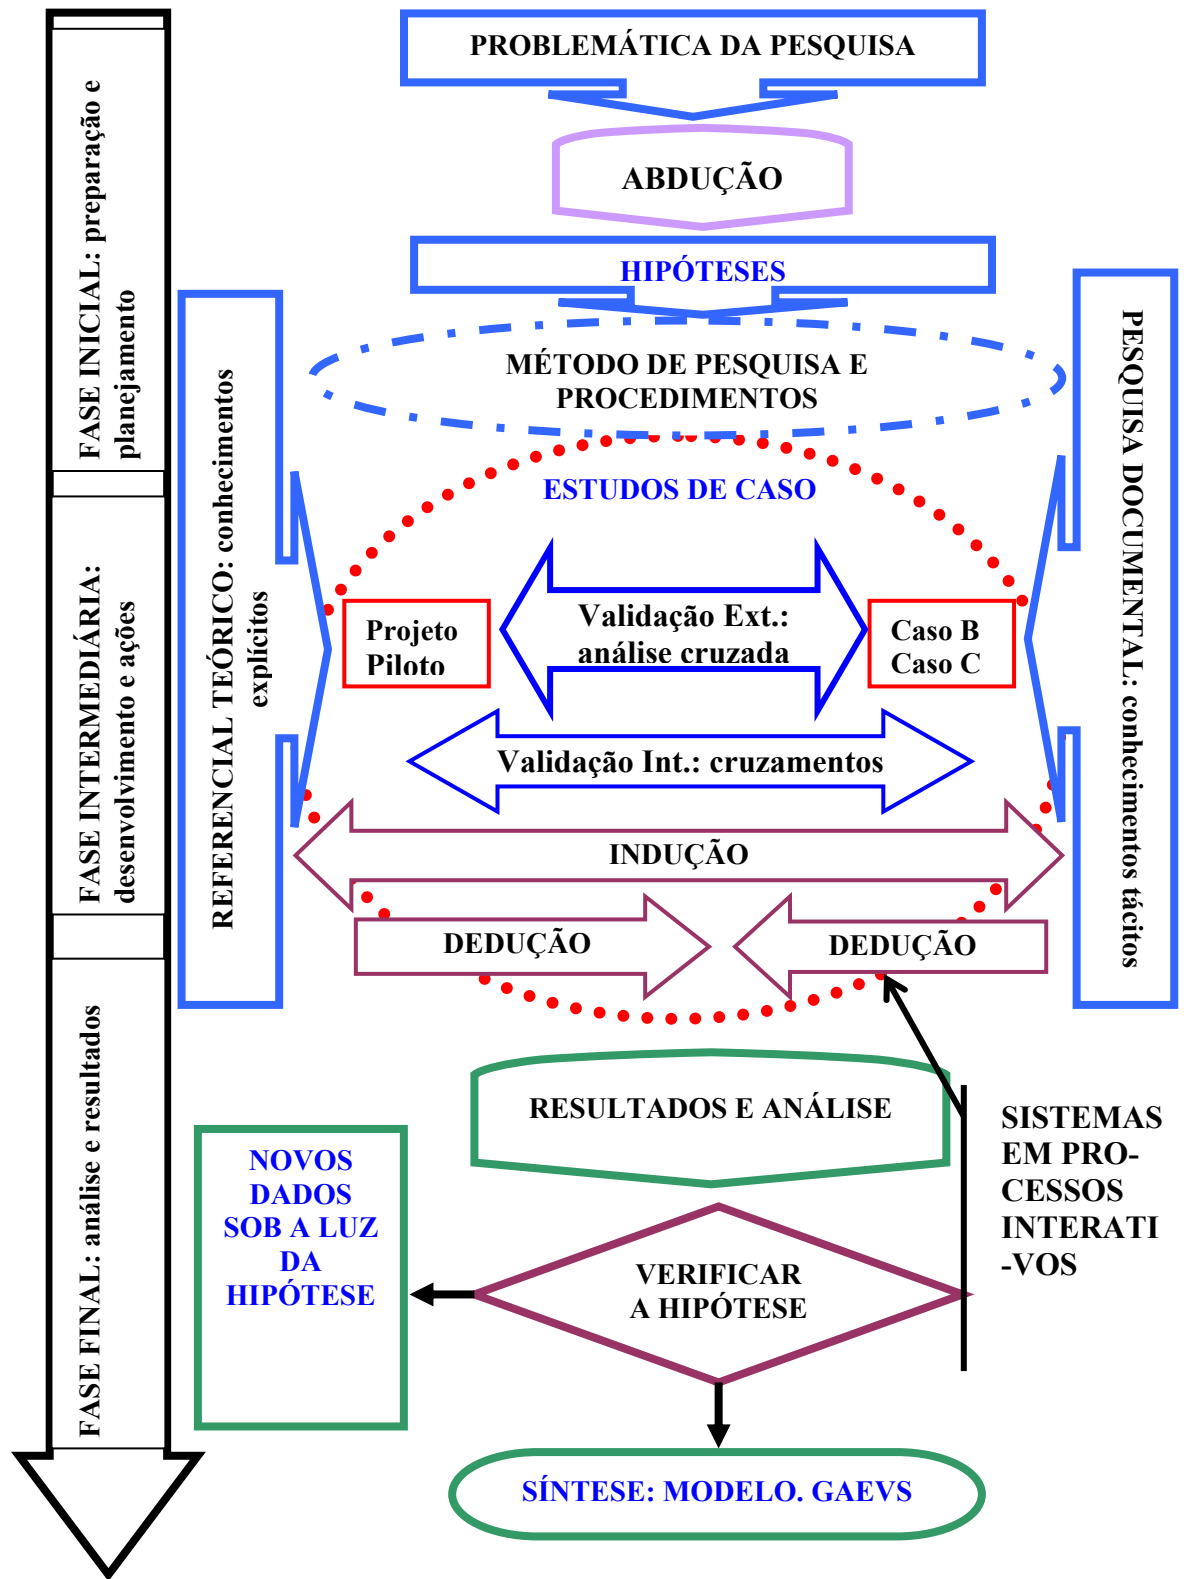 PROBLEMÁTICA DA PESQUISA
ABDUÇÃO
HIPÓTESES
MÉTODO DE PESQUISA E
PROCEDIMENTOS
ESTUDOS DE CASO
Projeto
Piloto
Validação Ext.:
análise cruzada
Caso B
Caso C
Validação Int.: cruzamentos
INDUÇÃO
DEDUÇÃO
DEDUÇÃO
RESULTADOS E ANÁLISE
NOVOS
DADOS
SOB A LUZ
DA
HIPÓTESE
VERIFICAR
A HIPÓTESE
SISTEMAS
EM PRO-
CESSOS
INTERATI
-VOS
SÍNTESE: MODELO. GAEVS
FASE INICIAL: preparação e
planejamento
FASE INTERMEDIÁRIA:
desenvolvimento e ações
FASE FINAL: análise e resultados
REFERENCIAL TEÓRICO: conhecimentos
explícitos
PESQUISA DOCUMENTAL: conhecimentos tácitos